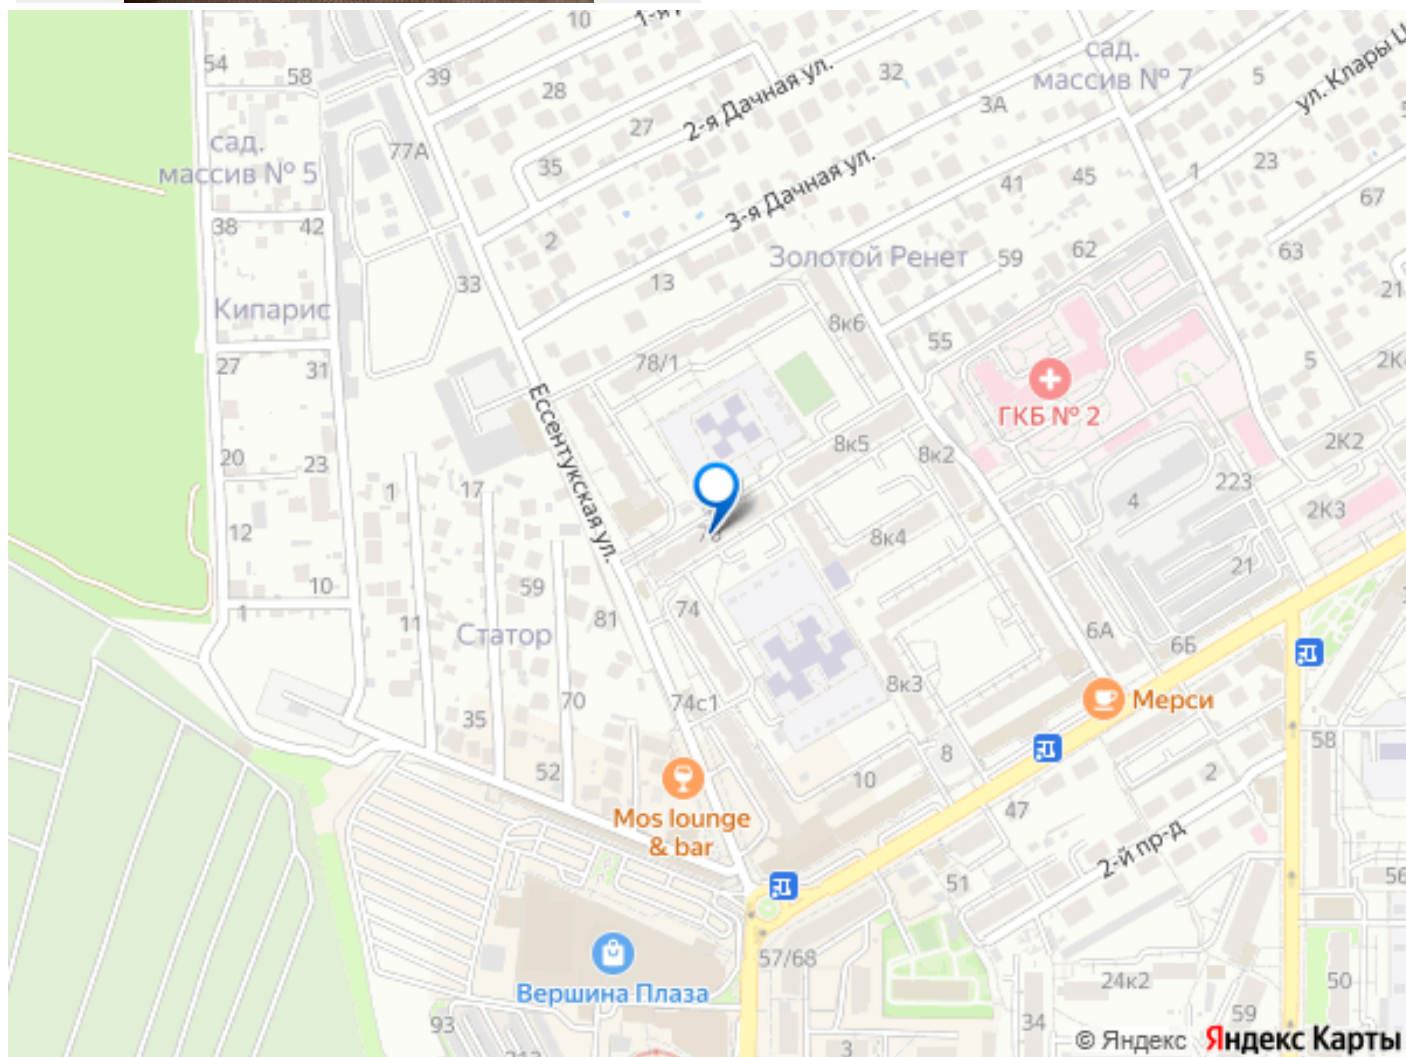 10
1-я
54
58
39
28
32
сад.
массив № 7
5
ул. Клары Ц
2-я Дачная ул.
3А
27
сад.
массив № 5
77А
35
3-я Дачная ул.
41
45
1
23
67
38
42
2
33
13
Золотой Ренет
59
62
63
21
Кипарис
8к6
55
78/1
27
31
5
2К
ГКБ № 2
Ессентукская ул.
8к5
8к2
2К2
20
23
1
17
4
223
2К3
12
8к4
21
10
1
59
74
11
Статор
81
6А
6Б
8к3
74с1
Мерси
35
70
58
52
8
10
2
Mos lounge
& bar
47
2-й пр-д
51
56
57/68
24к2
50
Вершина Плаза
93
34
59
3
© Яндекс Яндекс Карты